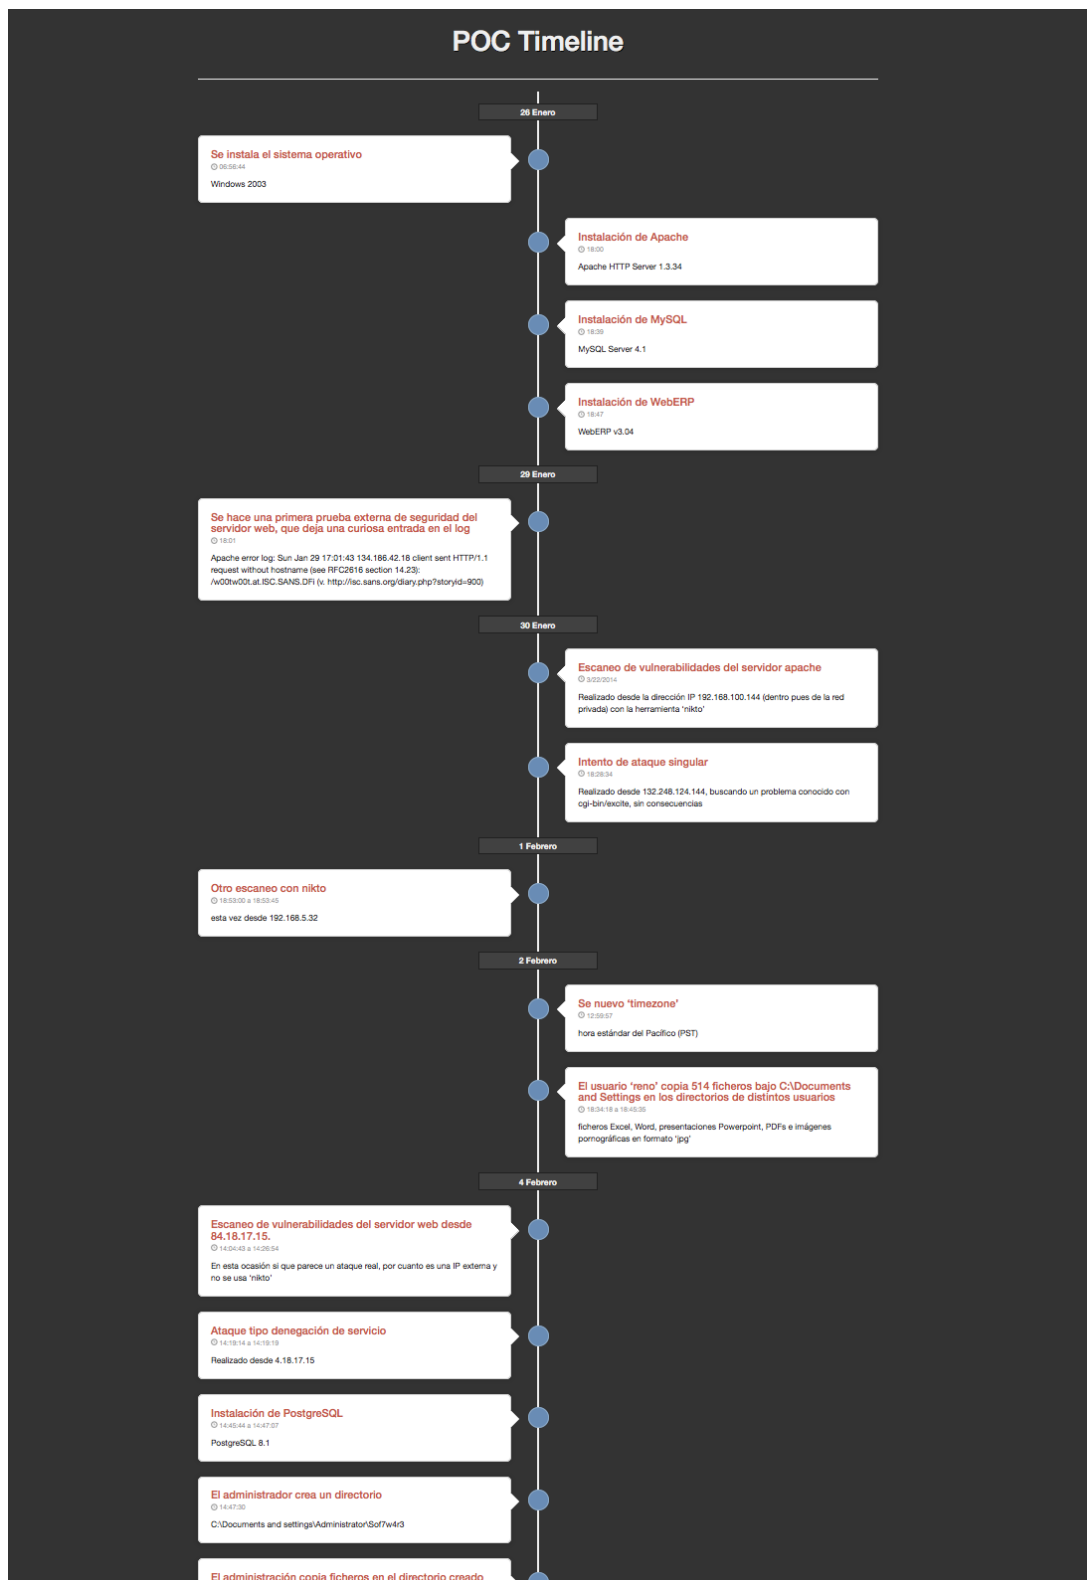 POC Timeline
26 Enero
Se instala el sistema operativo
06:56:44
Windows 2003
Instalación de Apache
18:00
Apache HTTP Server 1.3.34
Instalación de MySQL
18:39
MySQL Server 4.1
Instalación de WebERP
18:47
WebERP v3.04
29 Enero
Se hace una primera prueba externa de seguridad del
servidor web, que deja una curiosa entrada en el log
18:01
Apache error log: Sun Jan 29 17:01:43 134.186.42.18 client sent HTTP/1.1
request without hostname (see RFC2616 section 14.23):
/w00tw00t.at.ISC.SANS.DFi (v. http://isc.sans.org/diary.php?storyid=900)
30 Enero
Escaneo de vulnerabilidades del servidor apache
3/22/2014
Realizado desde la dirección IP 192.168.100.144 (dentro pues de la red
privada) con la herramienta ‘nikto’
Intento de ataque singular
18:28:34
Realizado desde 132.248.124.144, buscando un problema conocido con
cgi-bin/excite, sin consecuencias
1 Febrero
Otro escaneo con nikto
18:53:00 a 18:53:45
esta vez desde 192.168.5.32
2 Febrero
Se nuevo ‘timezone’
12:59:57
hora estándar del Pacífico (PST)
El usuario ‘reno’ copia 514 ficheros bajo C:\Documents
and Settings en los directorios de distintos usuarios
18:34:18 a 18:45:35
ficheros Excel, Word, presentaciones Powerpoint, PDFs e imágenes
pornográficas en formato ‘jpg’
4 Febrero
Escaneo de vulnerabilidades del servidor web desde
84.18.17.15.
14:04:43 a 14:26:54
En esta ocasión si que parece un ataque real, por cuanto es una IP externa y
no se usa ‘nikto’
Ataque tipo denegación de servicio
14:19:14 a 14:19:19
Realizado desde 4.18.17.15
Instalación de PostgreSQL
14:45:44 a 14:47:07
PostgreSQL 8.1
El administrador crea un directorio
14:47:30
C:\Documents and settings\Administrator\Sof7w4r3
El administración copia ficheros en el directorio creado